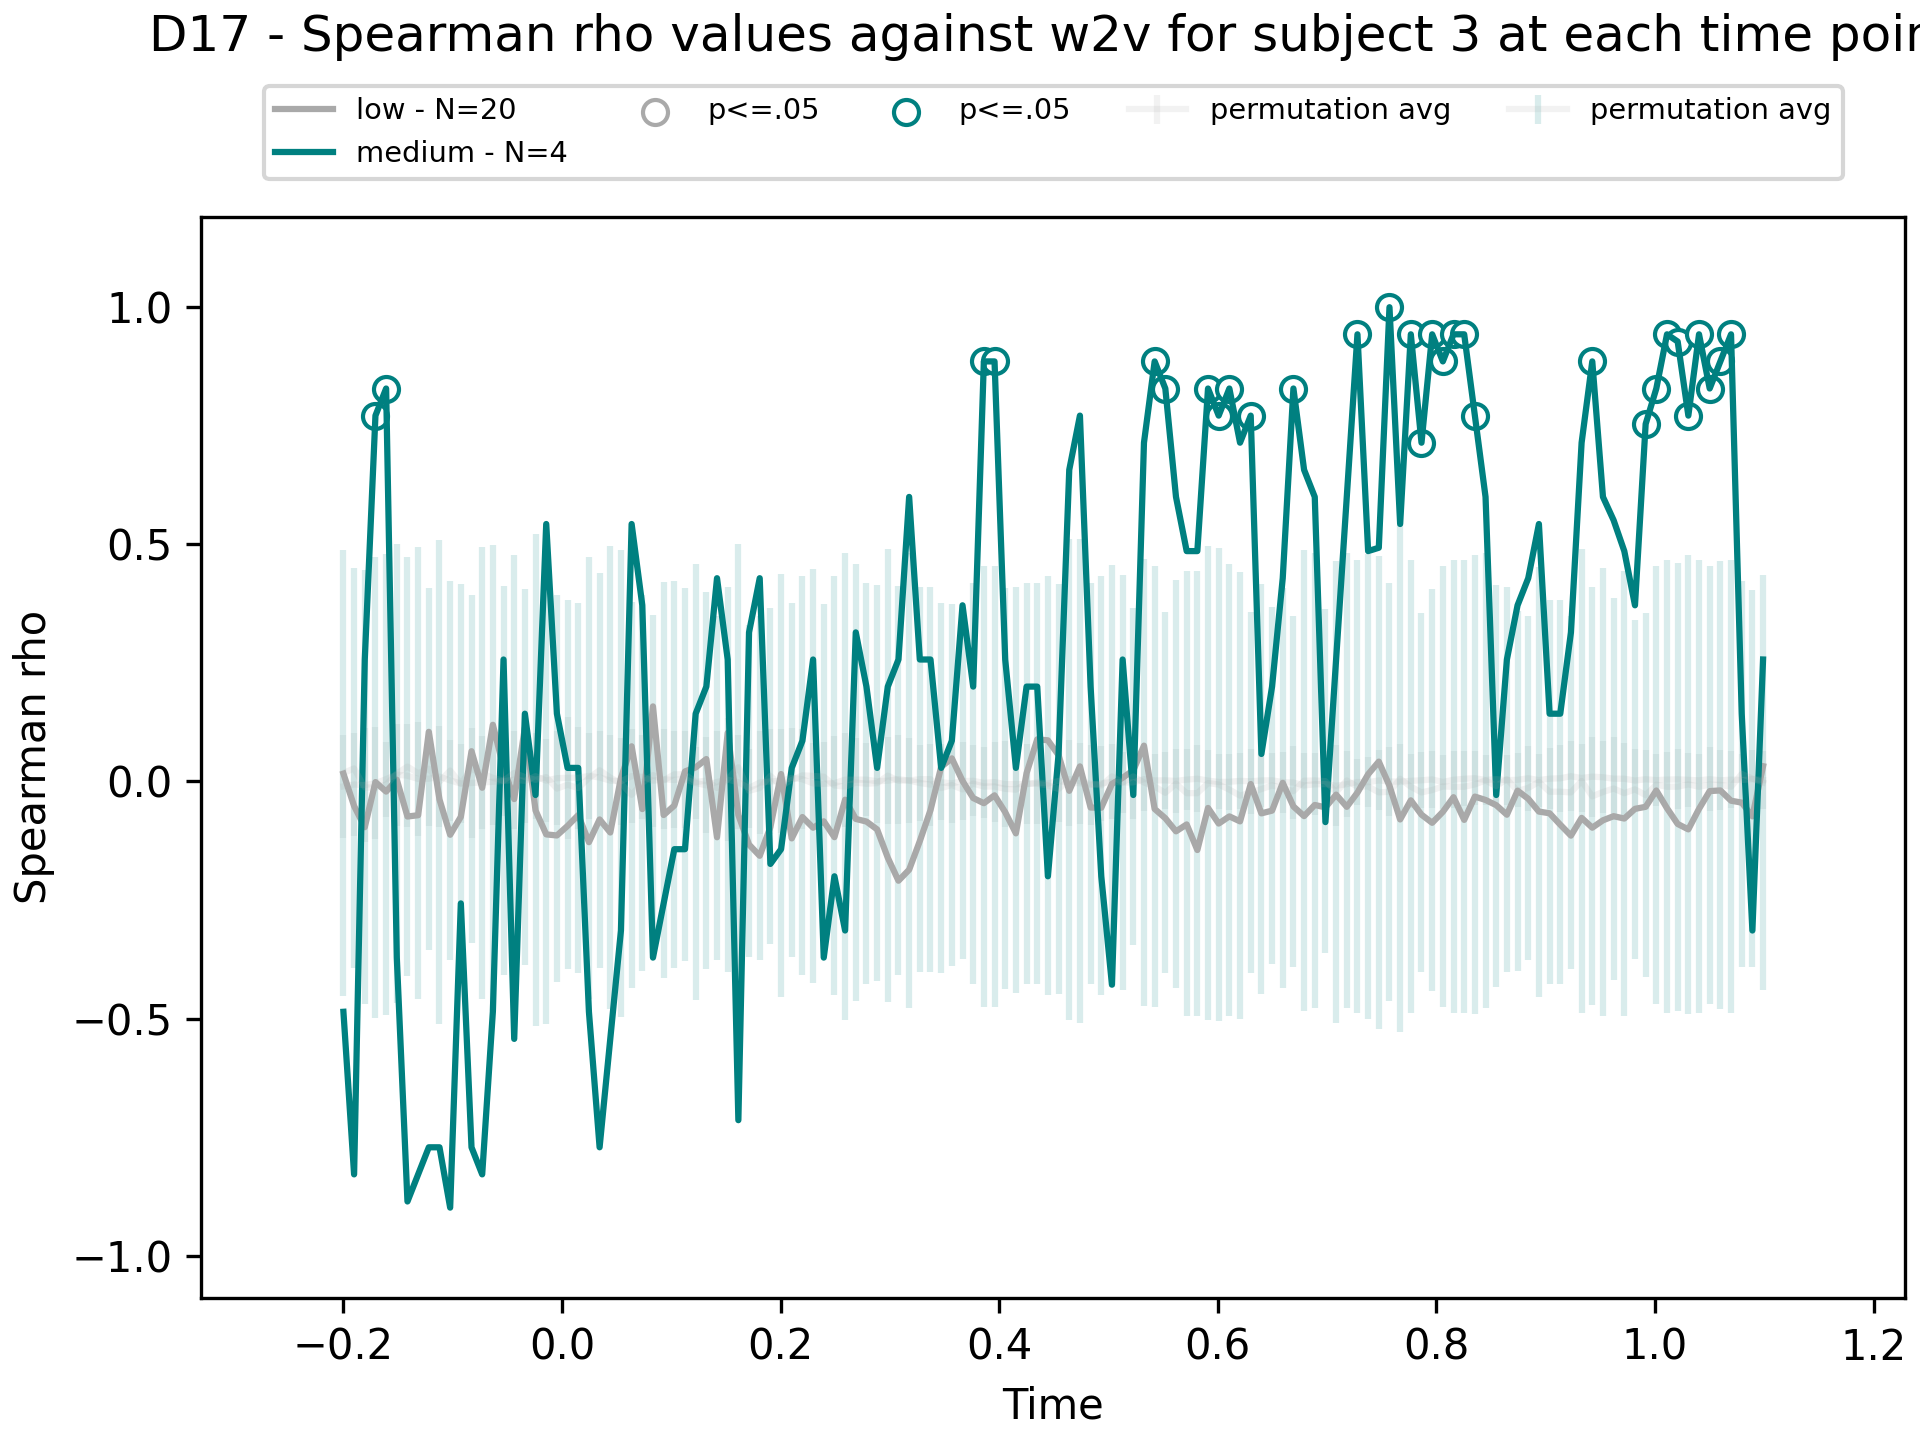 D17 - Spearman rho values against w2v for subject 3 at each time poin
low - N=20 p<=.05 p<=.05 permutation avg permutation avg
medium - N=4
1.0
0.5
0.0
−0.5
−1.0
Spearman rho
−0.2 0.0 0.2 0.4 0.6 0.8 1.0 1.2
Time